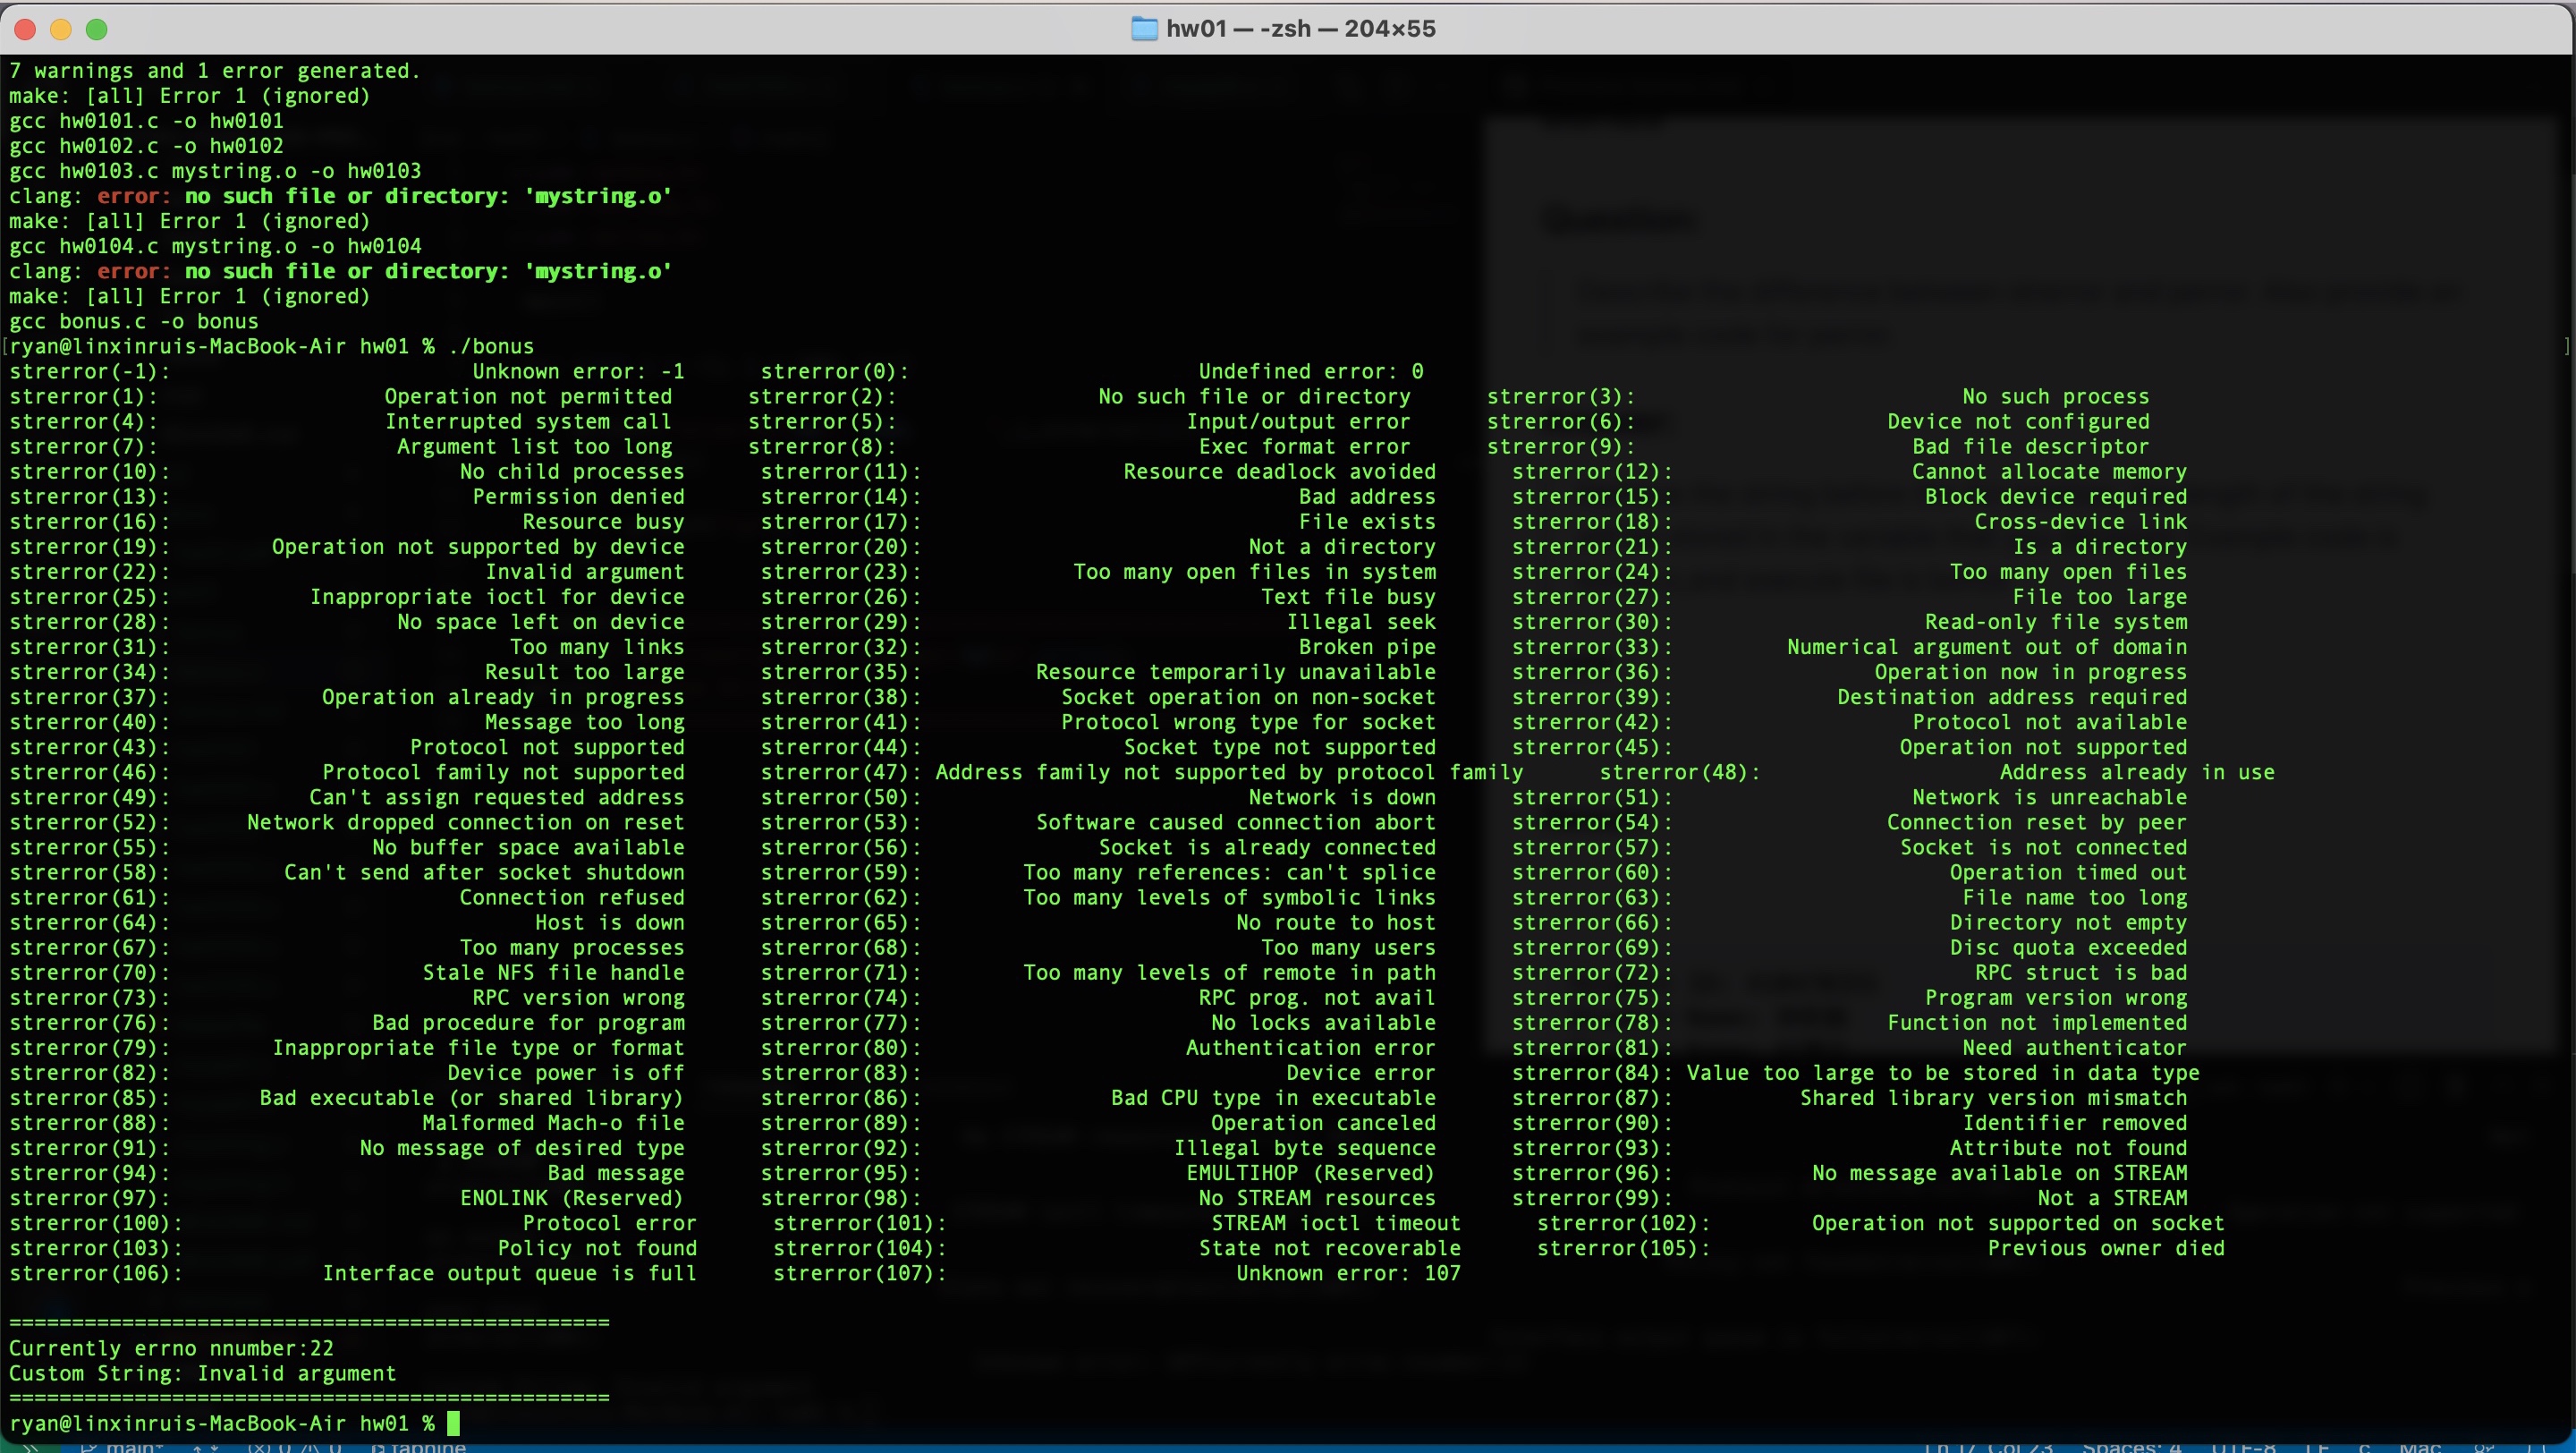 hw01 — -zsh — 204×55
7 warnings and 1 error generated.
make: [all] Error 1 (ignored)
gcc hw0101.c -o hw0101
gcc hw0102.c -o hw0102
gcc hw0103.c mystring.o -o hw0103
clang: error: no such file or directory: 'mystring.o'
make: [all] Error 1 (ignored)
gcc hw0104.c mystring.o -o hw0104
clang: error: no such file or directory: 'mystring.o'
make: [all] Error 1 (ignored)
gcc bonus.c -o bonus
[ryan@linxinruis-MacBook-Air hw01 % ./bonus ]
strerror(-1): Unknown error: -1 strerror(0): Undefined error: 0
strerror(1): Operation not permitted strerror(2): No such file or directory strerror(3): No such process
strerror(4): Interrupted system call strerror(5): Input/output error strerror(6): Device not configured
strerror(7): Argument list too long strerror(8): Exec format error strerror(9): Bad file descriptor
strerror(10): No child processes strerror(11): Resource deadlock avoided strerror(12): Cannot allocate memory
strerror(13): Permission denied strerror(14): Bad address strerror(15): Block device required
strerror(16): Resource busy strerror(17): File exists strerror(18): Cross-device link
strerror(19): Operation not supported by device strerror(20): Not a directory strerror(21): Is a directory
strerror(22): Invalid argument strerror(23): Too many open files in system strerror(24): Too many open files
strerror(25): Inappropriate ioctl for device strerror(26): Text file busy strerror(27): File too large
strerror(28): No space left on device strerror(29): Illegal seek strerror(30): Read-only file system
strerror(31): Too many links strerror(32): Broken pipe strerror(33): Numerical argument out of domain
strerror(34): Result too large strerror(35): Resource temporarily unavailable strerror(36): Operation now in progress
strerror(37): Operation already in progress strerror(38): Socket operation on non-socket strerror(39): Destination address required
strerror(40): Message too long strerror(41): Protocol wrong type for socket strerror(42): Protocol not available
strerror(43): Protocol not supported strerror(44): Socket type not supported strerror(45): Operation not supported
strerror(46): Protocol family not supported strerror(47): Address family not supported by protocol family strerror(48): Address already in use
strerror(49): Can't assign requested address strerror(50): Network is down strerror(51): Network is unreachable
strerror(52): Network dropped connection on reset strerror(53): Software caused connection abort strerror(54): Connection reset by peer
strerror(55): No buffer space available strerror(56): Socket is already connected strerror(57): Socket is not connected
strerror(58): Can't send after socket shutdown strerror(59): Too many references: can't splice strerror(60): Operation timed out
strerror(61): Connection refused strerror(62): Too many levels of symbolic links strerror(63): File name too long
strerror(64): Host is down strerror(65): No route to host strerror(66): Directory not empty
strerror(67): Too many processes strerror(68): Too many users strerror(69): Disc quota exceeded
strerror(70): Stale NFS file handle strerror(71): Too many levels of remote in path strerror(72): RPC struct is bad
strerror(73): RPC version wrong strerror(74): RPC prog. not avail strerror(75): Program version wrong
strerror(76): Bad procedure for program strerror(77): No locks available strerror(78): Function not implemented
strerror(79): Inappropriate file type or format strerror(80): Authentication error strerror(81): Need authenticator
strerror(82): Device power is off strerror(83): Device error strerror(84): Value too large to be stored in data type
strerror(85): Bad executable (or shared library) strerror(86): Bad CPU type in executable strerror(87): Shared library version mismatch
strerror(88): Malformed Mach-o file strerror(89): Operation canceled strerror(90): Identifier removed
strerror(91): No message of desired type strerror(92): Illegal byte sequence strerror(93): Attribute not found
strerror(94): Bad message strerror(95): EMULTIHOP (Reserved) strerror(96): No message available on STREAM
strerror(97): ENOLINK (Reserved) strerror(98): No STREAM resources strerror(99): Not a STREAM
strerror(100): Protocol error strerror(101): STREAM ioctl timeout strerror(102): Operation not supported on socket
strerror(103): Policy not found strerror(104): State not recoverable strerror(105): Previous owner died
strerror(106): Interface output queue is full strerror(107): Unknown error: 107
================================================
Currently errno nnumber:22
Custom String: Invalid argument
================================================
ryan@linxinruis-MacBook-Air hw01 %